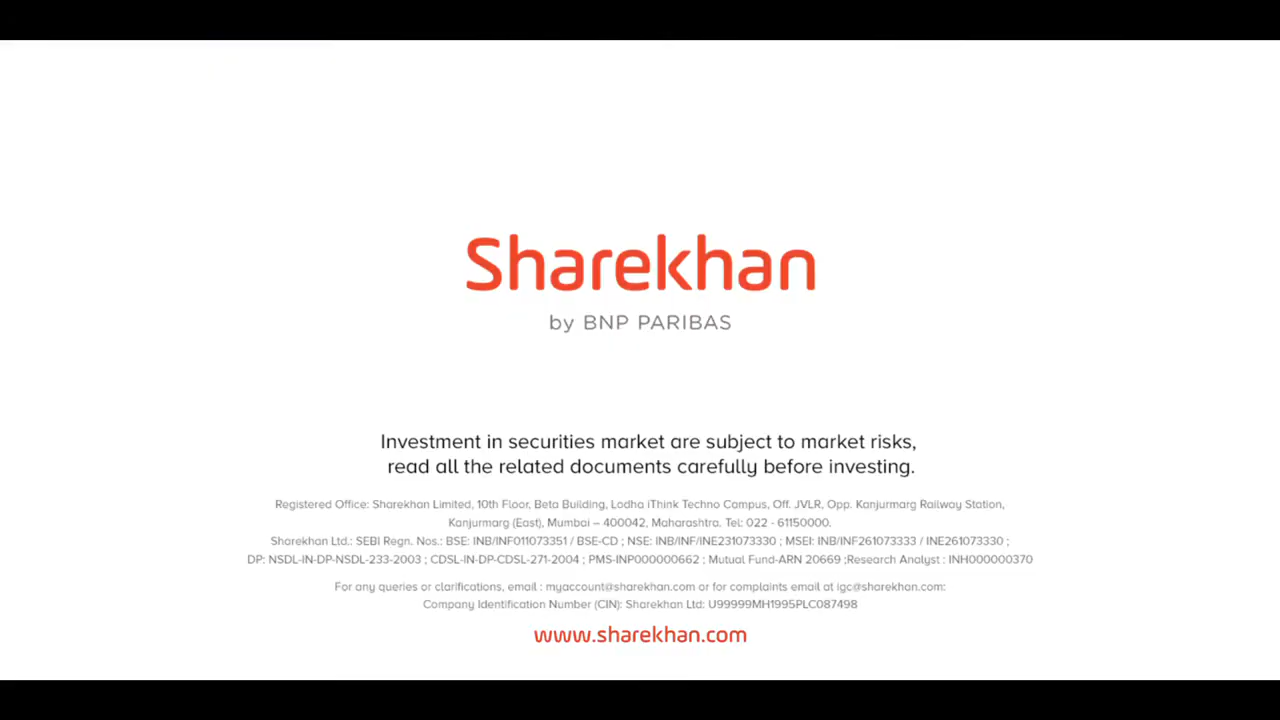 Sharekhan
by BNP PARIBAS
Investment in securities market are subject to market risks,
read all the related documents carefully before investing.
Registered Office: Sharekhan Limited, 10th Floor, Beta Building, Lodha iThink Techno Campus, Off. JVLR, Opp. Kanjurmarg Railway Station,
Kanjurmarg (East), Mumbai – 400042, Maharashtra. Tel: 022 - 61150000.
Sharekhan Ltd.: SEBI Regn. Nos.: BSE: INB/INF011073351 / BSE-CD ; NSE: INB/INF/INE231073330 ; MSEI: INB/INF261073333 / INE261073330 ;
DP: NSDL-IN-DP-NSDL-233-2003 ; CDSL-IN-DP-CDSL-271-2004 ; PMS-INP000000662 ; Mutual Fund-ARN 20669 ;Research Analyst : INH000000370
For any queries or clarifications, email : myaccount@sharekhan.com or for complaints email at igc@sharekhan.com:
Company Identification Number (CIN): Sharekhan Ltd: U99999MH1995PLC087498
www.sharekhan.com